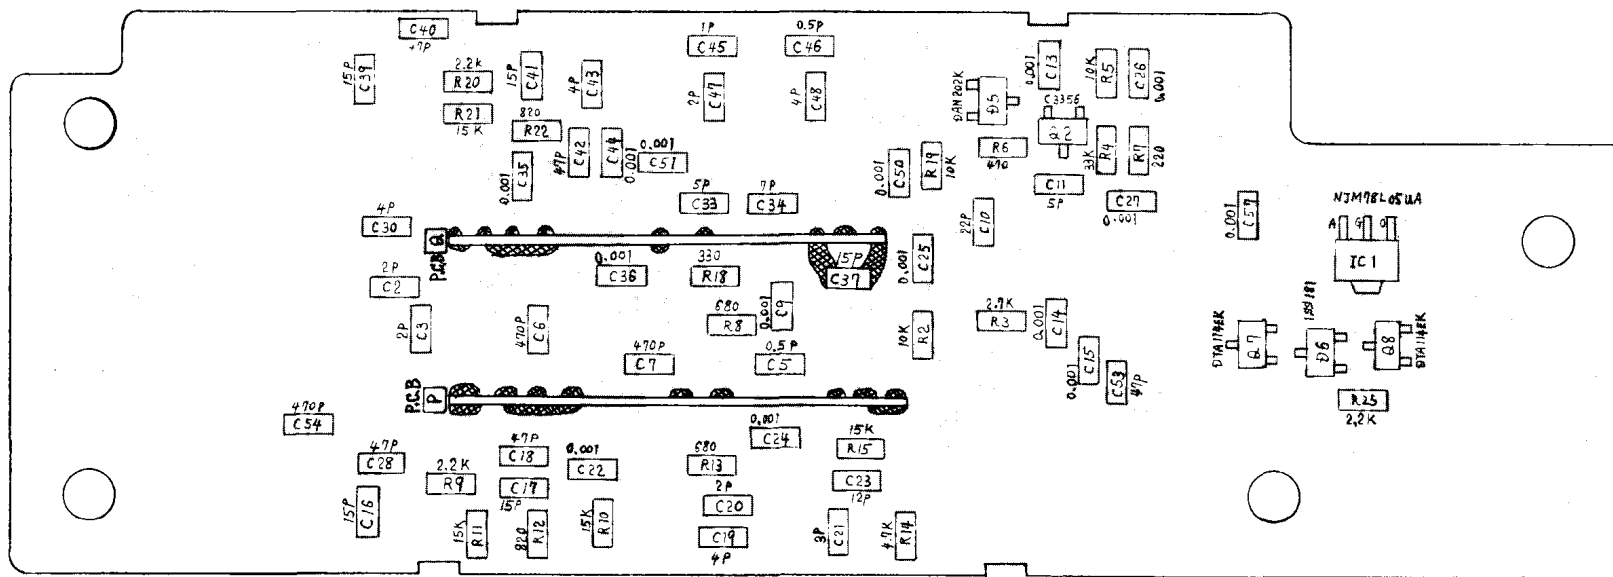 C40
47P
15P
C39
2.2K
R20
R21
15K
15P
C41
820
R22
4P
C43
1P
C45
0.5P
C46
2P
C47
4P
C48
47P
C42
C44
0.001
0.001
C51
0.001
C35
5P
C33
7P
C34
0.001
C50
R19
10K
DAN202K
D5
0.001
C13
C3356
Q2
10K
R5
C26
0.001
R6
470
33K
R4
R7
220
C11
5P
C27
0.001
22P
C10
0.001
C57
NJM78L05UA
A G O
IC1
4P
C30
P.C.B
Q
2P
C2
2P
C3
0.001
C36
330
R18
15P
C37
0.001
C25
470P
C6
680
R8
0.001
C9
10K
R2
R3
0.001
C14
470P
C7
0.5P
C5
0.001
C15
C53
47P
DTA114EK
Q7
1SS181
D6
Q8
DTA114EK
R25
2.2K
P.C.B
P
470P
C54
47P
C28
2.2K
R9
47P
C18
C17
15P
0.001
C22
680
R13
0.001
C24
15K
R15
C23
12P
2P
C20
C19
4P
15P
C16
15K
R11
820
R12
15K
R10
3P
C21
4.7K
R14